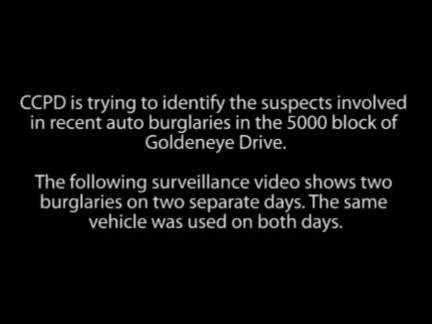 CCPD is trying to identify the suspects involved
in recent auto burglaries in the 5000 block of
Goldeneye Drive.
The following surveillance video shows two
burglaries on two separate days. The same
vehicle was used on both days.